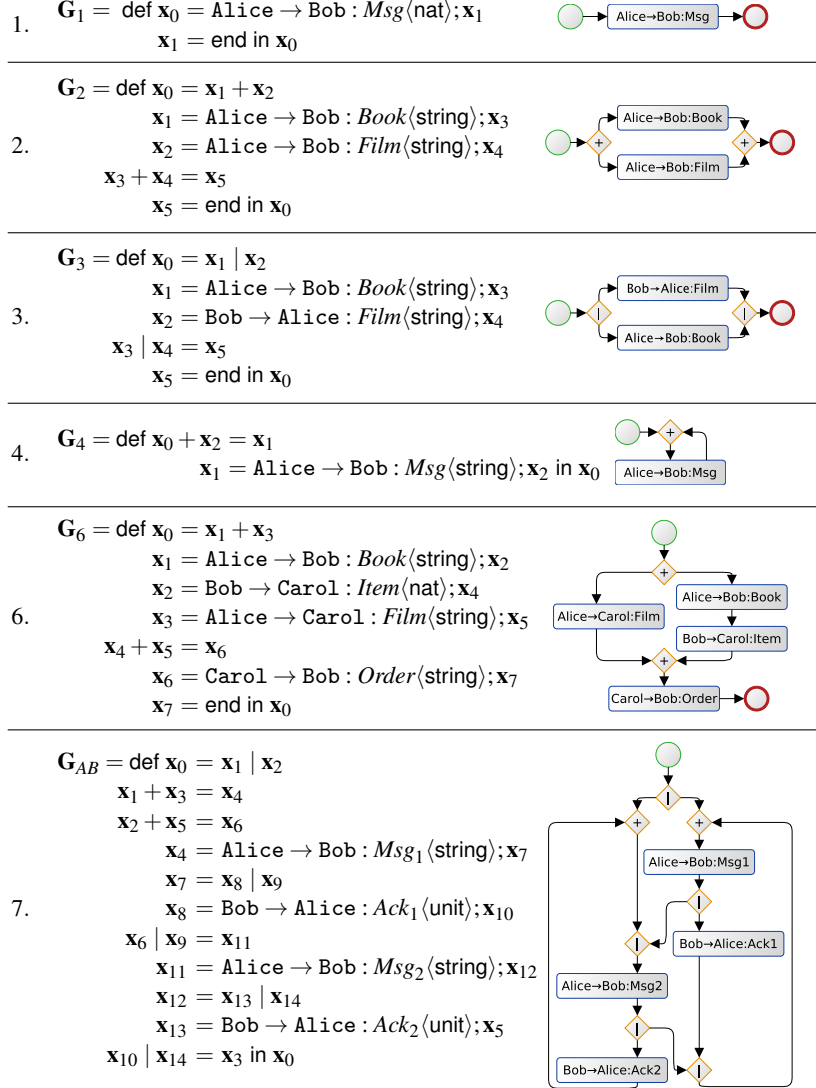 1.
G₁ = def x₀ = Alice → Bob : Msg⟨nat⟩;x₁
x₁ = end in x₀
Alice→Bob:Msg
2.
G₂ = def x₀ = x₁ + x₂
x₁ = Alice → Bob : Book⟨string⟩;x₃
x₂ = Alice → Bob : Film⟨string⟩;x₄
x₃ + x₄ = x₅
x₅ = end in x₀
Alice→Bob:Book
+ +
Alice→Bob:Film
3.
G₃ = def x₀ = x₁ | x₂
x₁ = Alice → Bob : Book⟨string⟩;x₃
x₂ = Bob → Alice : Film⟨string⟩;x₄
x₃ | x₄ = x₅
x₅ = end in x₀
Bob→Alice:Film
| |
Alice→Bob:Book
4.
G₄ = def x₀ + x₂ = x₁
x₁ = Alice → Bob : Msg⟨string⟩;x₂ in x₀
+
Alice→Bob:Msg
6.
G₆ = def x₀ = x₁ + x₃
x₁ = Alice → Bob : Book⟨string⟩;x₂
x₂ = Bob → Carol : Item⟨nat⟩;x₄
x₃ = Alice → Carol : Film⟨string⟩;x₅
x₄ + x₅ = x₆
x₆ = Carol → Bob : Order⟨string⟩;x₇
x₇ = end in x₀
+
Alice→Bob:Book
Alice→Carol:Film
Bob→Carol:Item
+
Carol→Bob:Order
7.
G_AB = def x₀ = x₁ | x₂
x₁ + x₃ = x₄
x₂ + x₅ = x₆
x₄ = Alice → Bob : Msg₁⟨string⟩;x₇
x₇ = x₈ | x₉
x₈ = Bob → Alice : Ack₁⟨unit⟩;x₁₀
x₆ | x₉ = x₁₁
x₁₁ = Alice → Bob : Msg₂⟨string⟩;x₁₂
x₁₂ = x₁₃ | x₁₄
x₁₃ = Bob → Alice : Ack₂⟨unit⟩;x₅
x₁₀ | x₁₄ = x₃ in x₀
|
+ +
Alice→Bob:Msg1
|
| Bob→Alice:Ack1
Alice→Bob:Msg2
|
Bob→Alice:Ack2 |